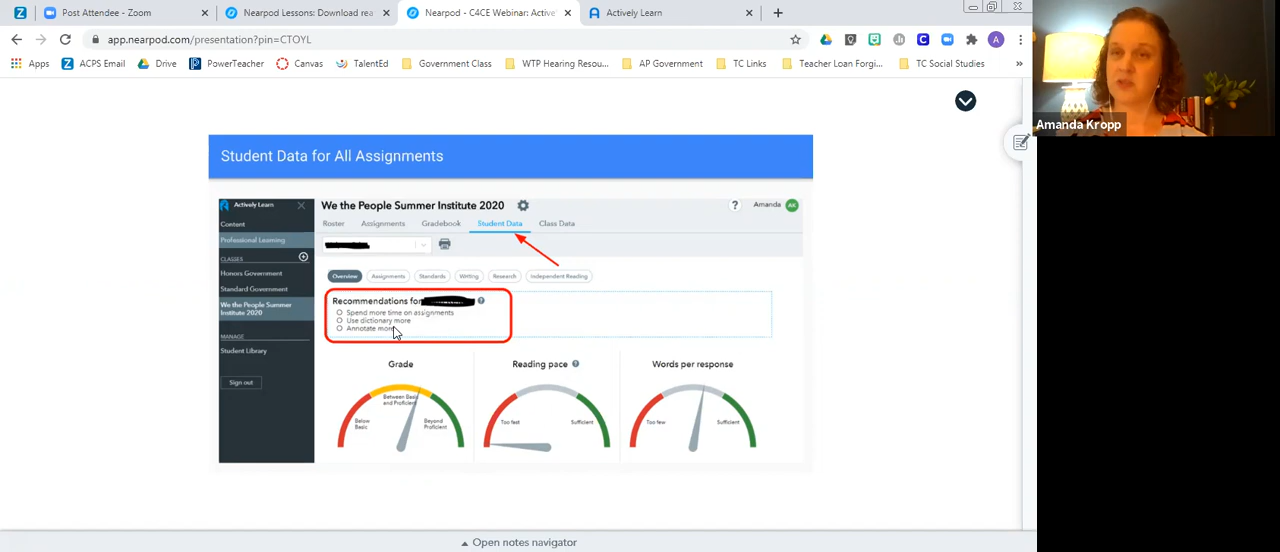 Post Attendee - Zoom
Nearpod Lessons: Download rea
Nearpod - C4CE Webinar: Active
Actively Learn
app.nearpod.com/presentation?pin=CTOYL
A
Apps
ACPS Email
Drive
PowerTeacher
Canvas
TalentEd
Government Class
WTP Hearing Resou...
AP Government
TC Links
Teacher Loan Forgi...
TC Social Studies
»
Amanda Kropp
Student Data for All Assignments
Actively Learn
We the People Summer Institute 2020
?
Amanda
AK
Content
Roster
Assignments
Gradebook
Student Data
Class Data
Professional Learning
CLASSES
Honors Government
Overview
Assignments
Standards
Writing
Research
Independent Reading
Standard Government
We the People Summer
Institute 2020
Recommendations for
?
Spend more time on assignments
Use dictionary more
Annotate more
MANAGE
Student Library
Sign out
Grade
Reading pace ?
Words per response
Between Basic
and Proficient
Below
Basic
Beyond
Proficient
Too fast
Sufficient
Too few
Sufficient
Open notes navigator